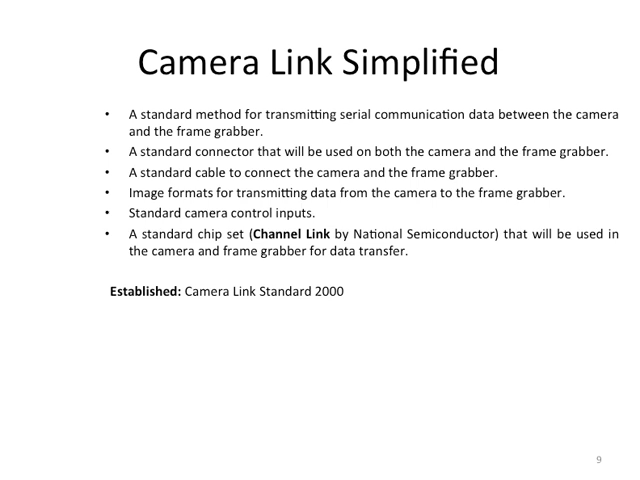 Camera Link Simplified
• A standard method for transmitting serial communication data between the camera
and the frame grabber.
• A standard connector that will be used on both the camera and the frame grabber.
• A standard cable to connect the camera and the frame grabber.
• Image formats for transmitting data from the camera to the frame grabber.
• Standard camera control inputs.
• A standard chip set (Channel Link by National Semiconductor) that will be used in
the camera and frame grabber for data transfer.
Established: Camera Link Standard 2000
9